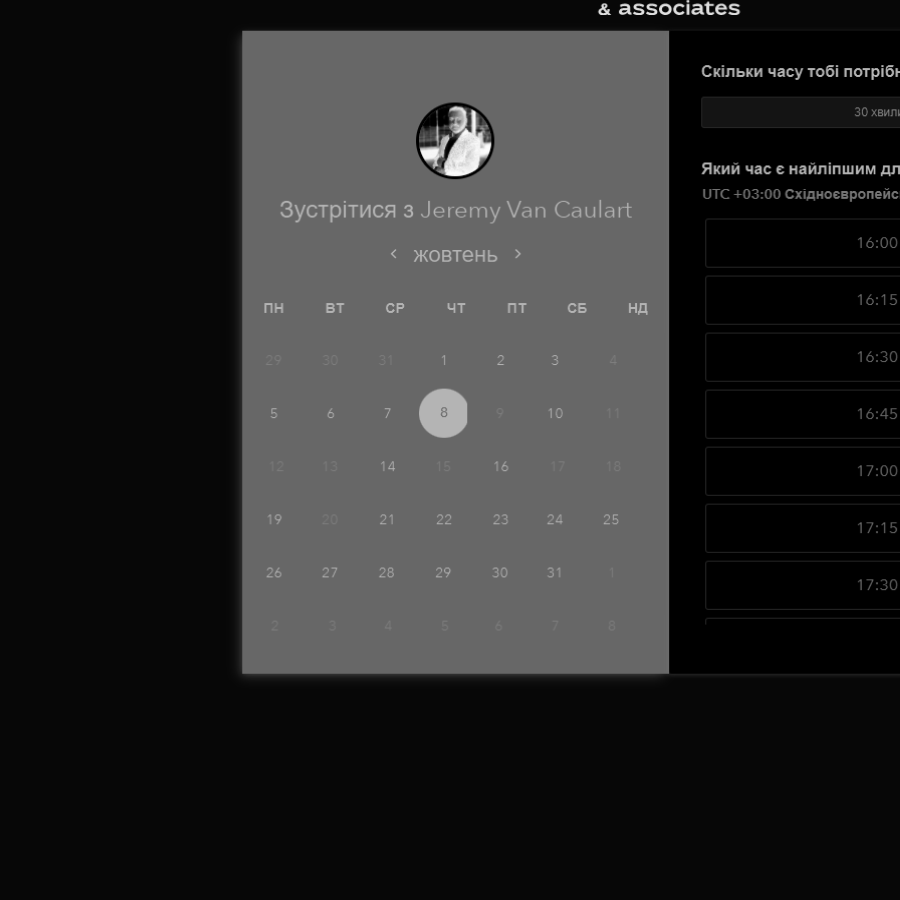 & associates
Зустрітися з Jeremy Van Caulart
жовтень
ПН ВТ СР ЧТ ПТ СБ НД
29 30 31 1 2 3 4
5 6 7 8 9 10 11
12 13 14 15 16 17 18
19 20 21 22 23 24 25
26 27 28 29 30 31 1
2 3 4 5 6 7 8
Скільки часу тобі
30
Який час є найліпшим
UTC +03:00
16:00
16:15
16:30
16:45
17:00
17:15
17:30